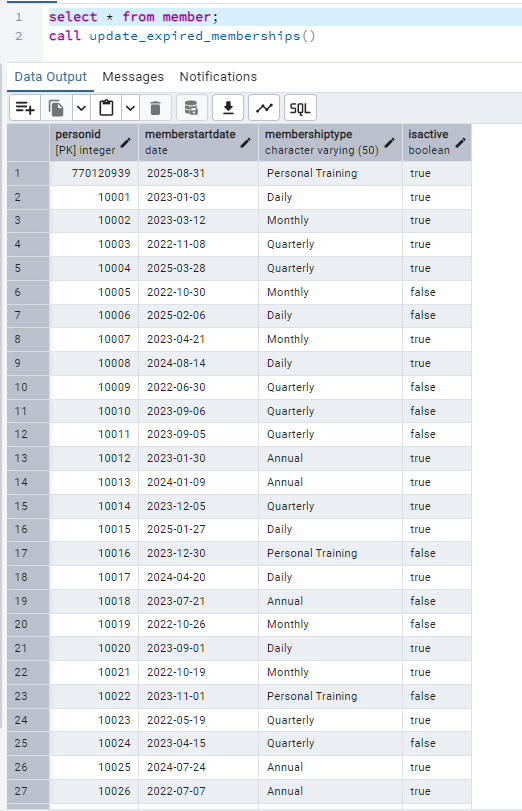 1 select * from member;
2 call update_expired_memberships()
Data Output Messages Notifications
SQL
personid memberstartdate membershiptype isactive
[PK] integer date character varying (50) boolean
1 770120939 2025-08-31 Personal Training true
2 10001 2023-01-03 Daily true
3 10002 2023-03-12 Monthly true
4 10003 2022-11-08 Quarterly true
5 10004 2025-03-28 Quarterly true
6 10005 2022-10-30 Monthly false
7 10006 2025-02-06 Daily false
8 10007 2023-04-21 Monthly true
9 10008 2024-08-14 Daily true
10 10009 2022-06-30 Quarterly false
11 10010 2023-09-06 Quarterly false
12 10011 2023-09-05 Quarterly false
13 10012 2023-01-30 Annual true
14 10013 2024-01-09 Annual true
15 10014 2023-12-05 Quarterly true
16 10015 2025-01-27 Daily true
17 10016 2023-12-30 Personal Training false
18 10017 2024-04-20 Daily true
19 10018 2023-07-21 Annual false
20 10019 2022-10-26 Monthly false
21 10020 2023-09-01 Daily true
22 10021 2022-10-19 Monthly true
23 10022 2023-11-01 Personal Training false
24 10023 2022-05-19 Quarterly true
25 10024 2023-04-15 Quarterly false
26 10025 2024-07-24 Annual true
27 10026 2022-07-07 Annual true